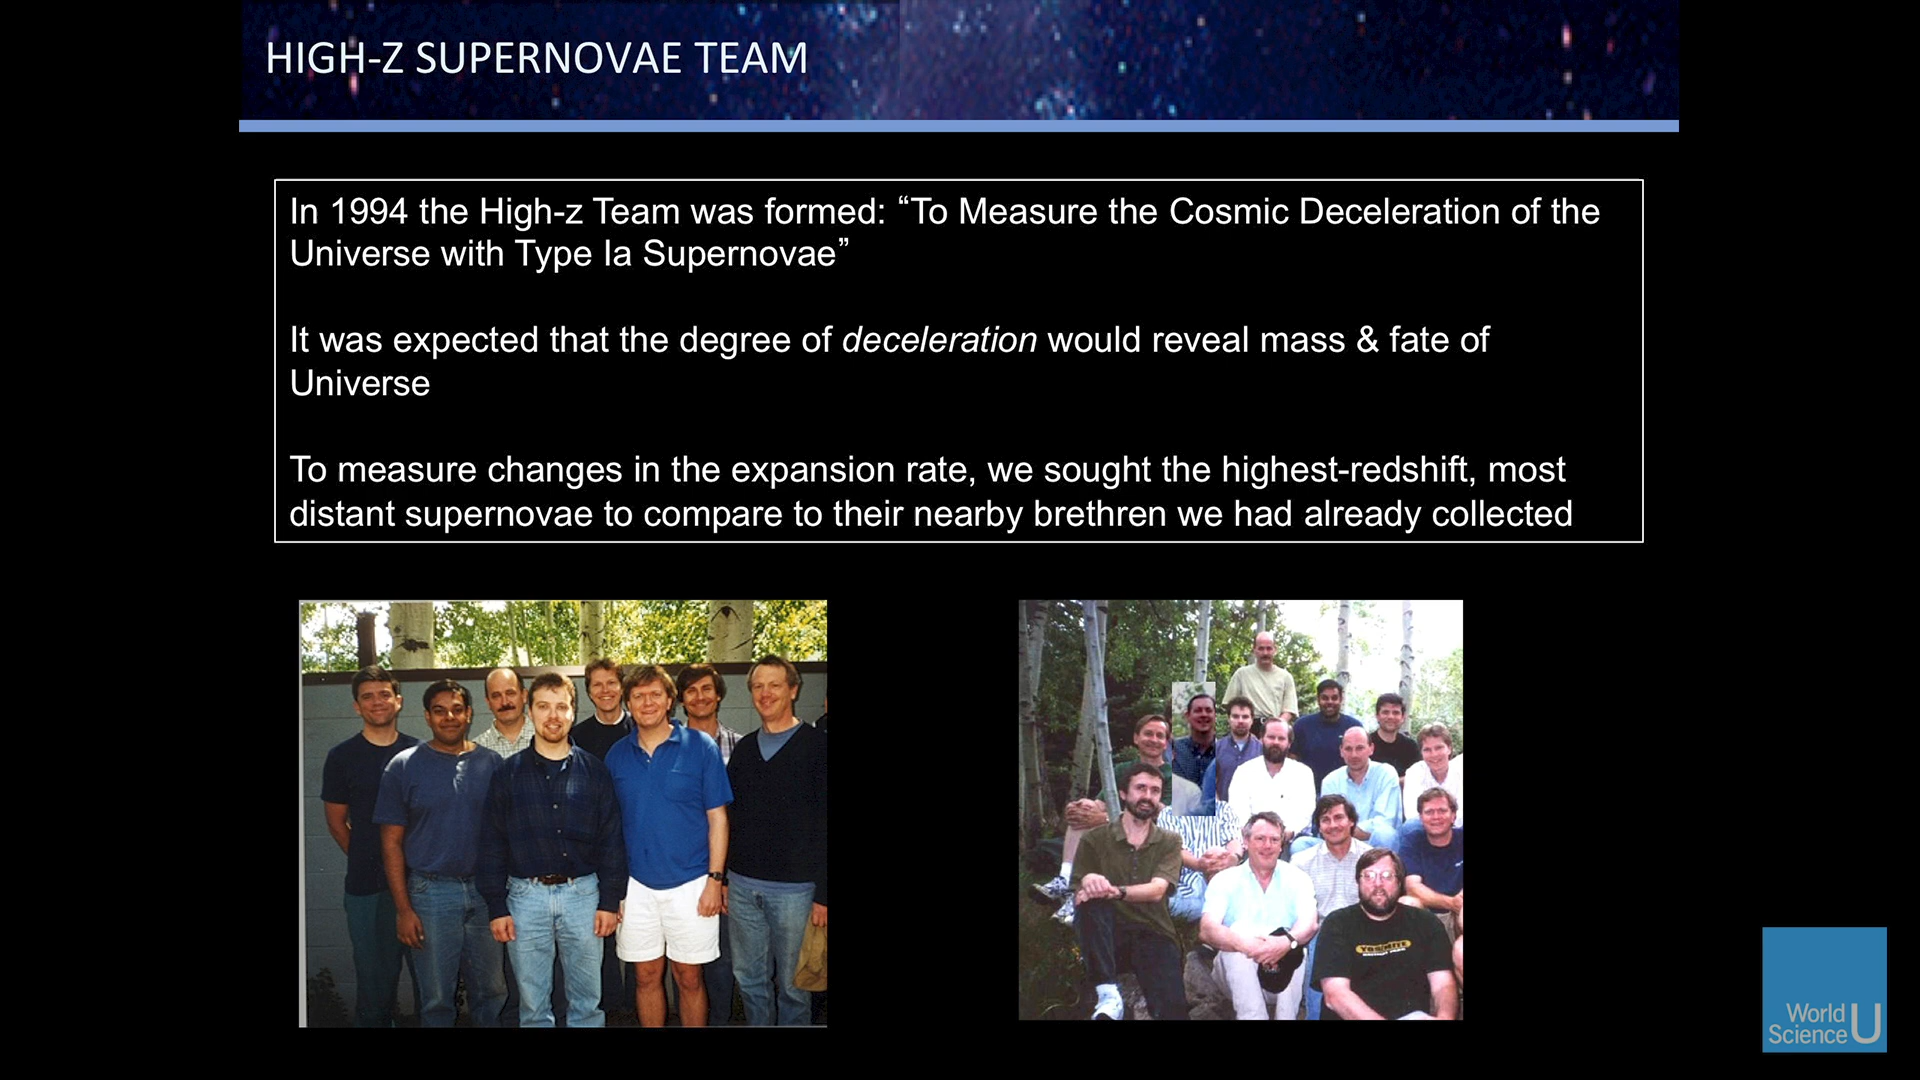 HIGH-Z SUPERNOVAE TEAM
In 1994 the High-z Team was formed: “To Measure the Cosmic Deceleration of the
Universe with Type Ia Supernovae”
It was expected that the degree of deceleration would reveal mass & fate of
Universe
To measure changes in the expansion rate, we sought the highest-redshift, most
distant supernovae to compare to their nearby brethren we had already collected
YOSEMITE
World
Science U